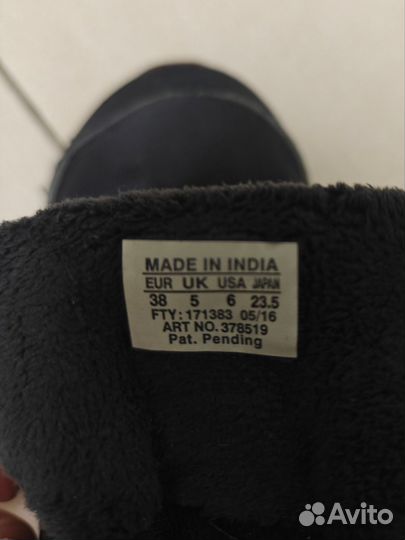 MADE IN INDIA
EUR UK USA JAPAN
38 5 6 23.5
FTY: 171383 05/16
ART NO. 378519
Pat. Pending
Avito